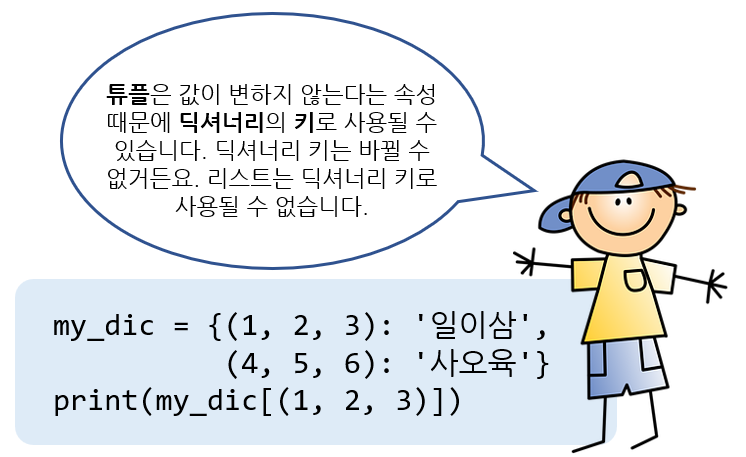 튜플은 값이 변하지 않는다는 속성
때문에 딕셔너리의 키로 사용될 수
있습니다. 딕셔너리 키는 바뀔 수
없거든요. 리스트는 딕셔너리 키로
사용될 수 없습니다.
my_dic = {(1, 2, 3): '일이삼',
(4, 5, 6): '사오육'}
print(my_dic[(1, 2, 3)])